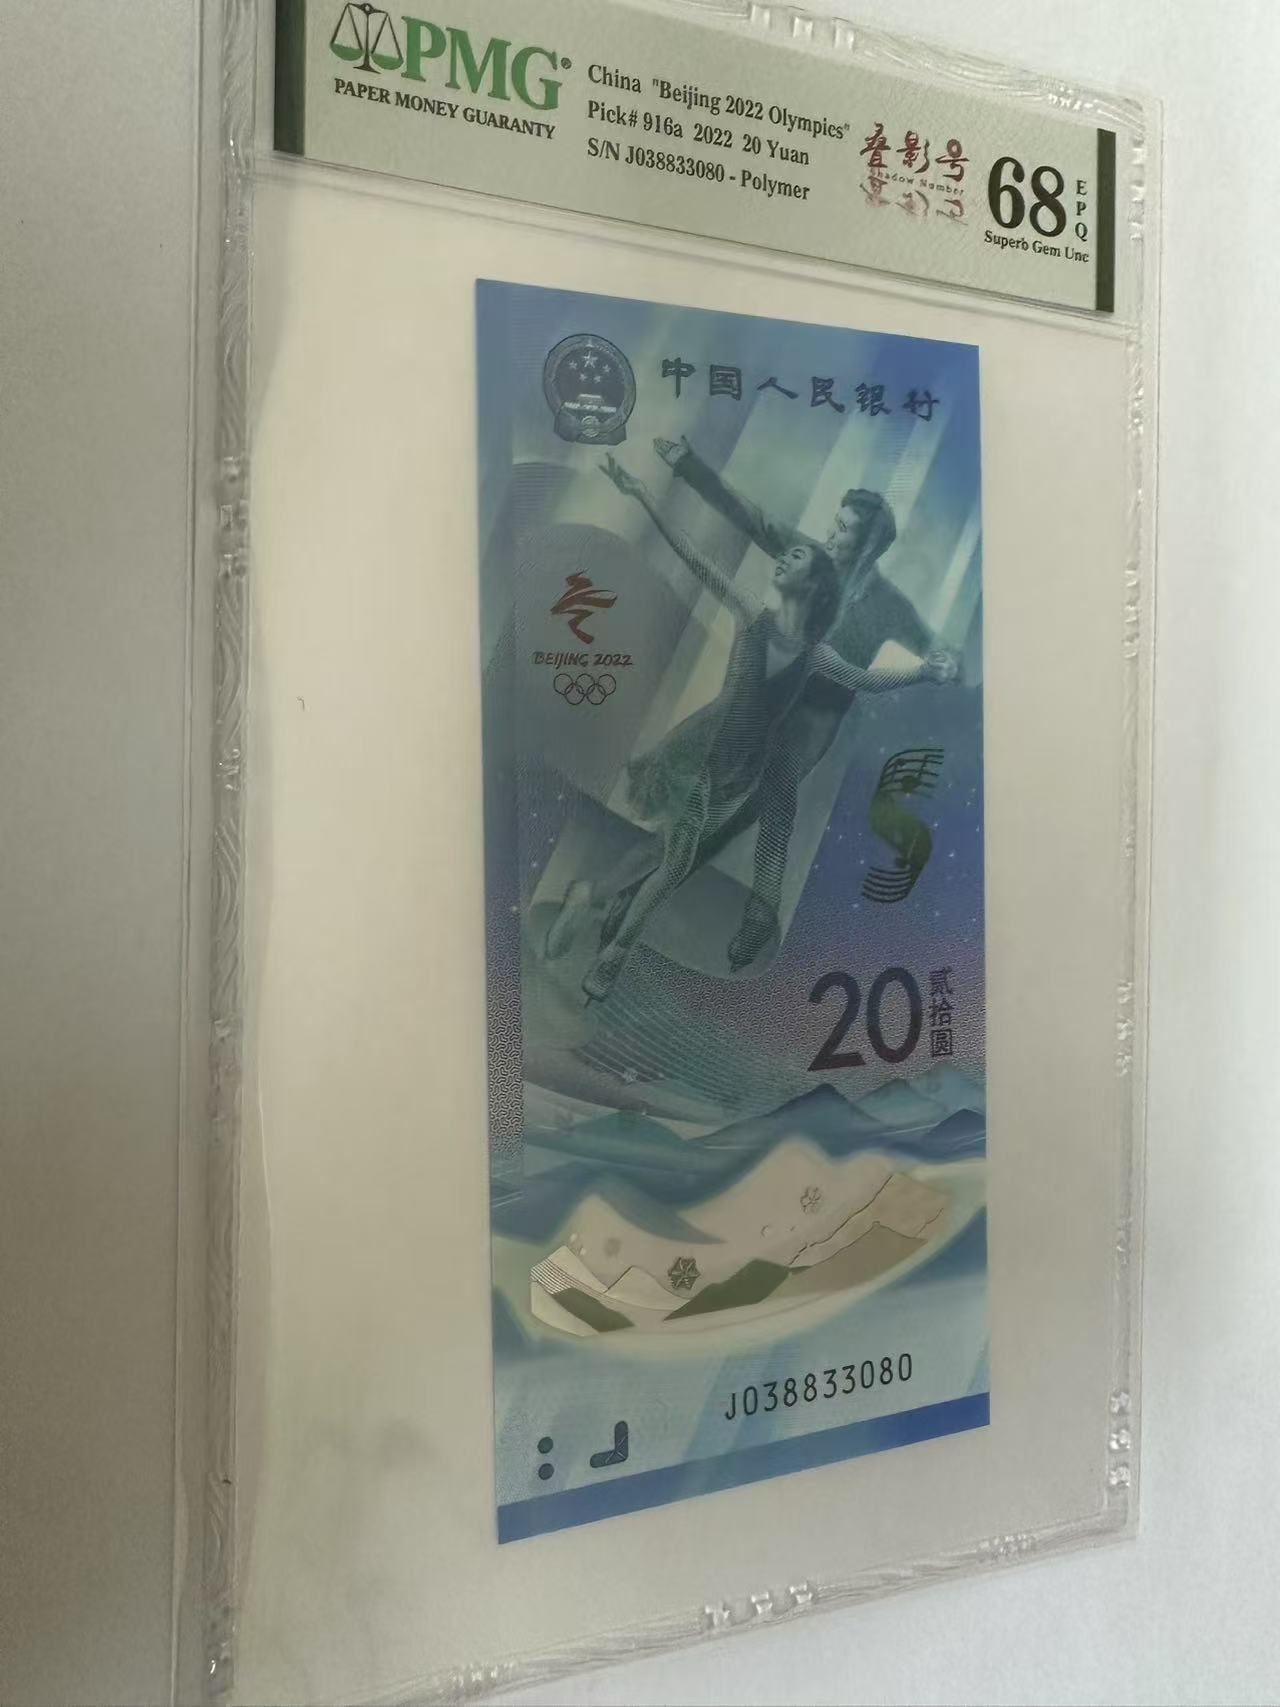 PMG®
PAPER MONEY GUARANTY
China "Beijing 2022 Olympics"
Pick# 916a 2022 20 Yuan
S/N J038833080 - Polymer
叠影号
Shadow Number
68
EPQ
Superb Gem Unc
中国人民银行
BEIJING 2022
20
贰拾圆
J038833080